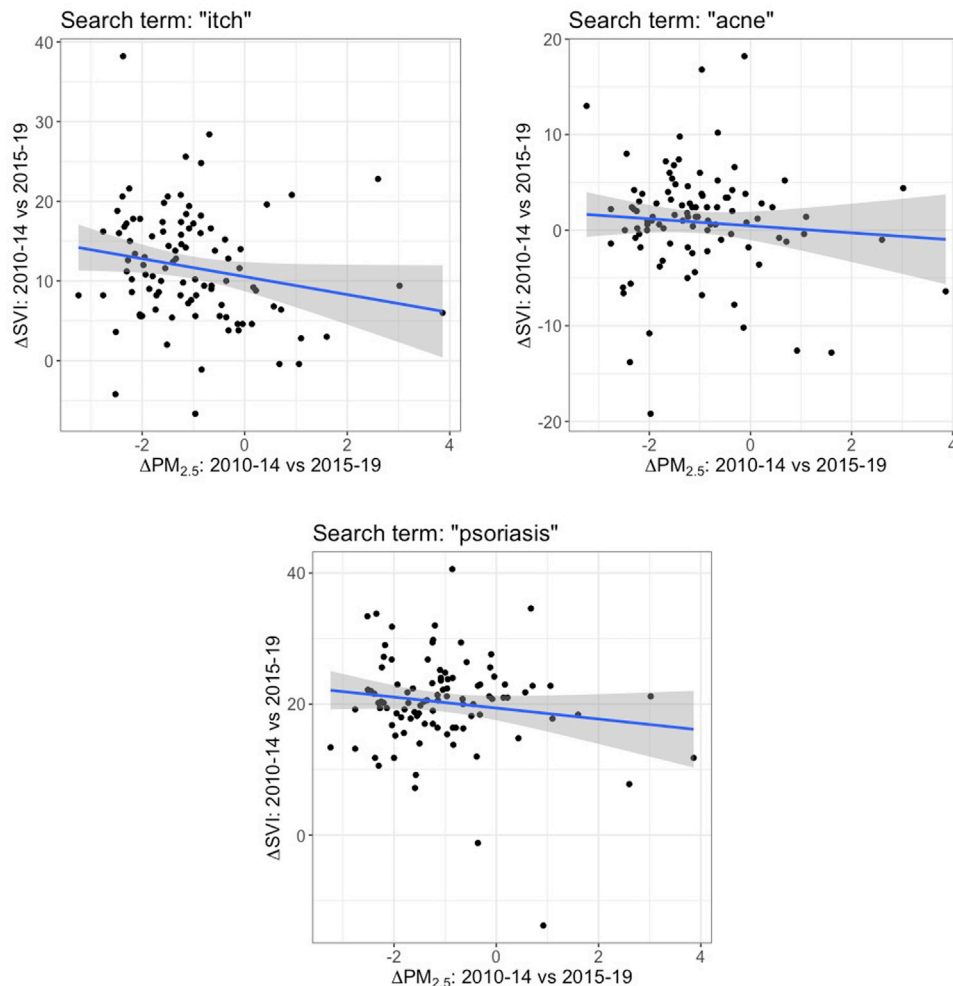 Search term: "itch"
40
30
20
10
0
-2
0
2
4
ΔSVI: 2010-14 vs 2015-19
ΔPM2.5: 2010-14 vs 2015-19
Search term: "acne"
20
10
0
-10
-20
-2
0
2
4
ΔSVI: 2010-14 vs 2015-19
ΔPM2.5: 2010-14 vs 2015-19
Search term: "psoriasis"
40
20
0
-2
0
2
4
ΔSVI: 2010-14 vs 2015-19
ΔPM2.5: 2010-14 vs 2015-19